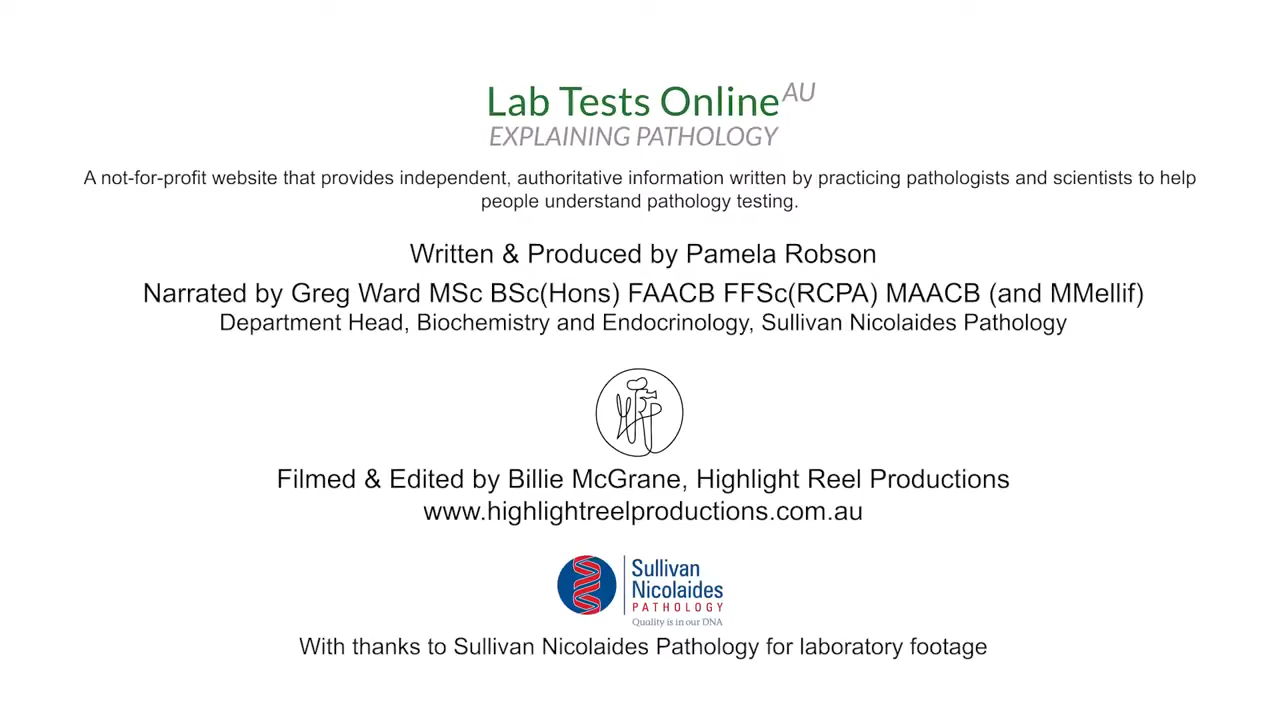 Lab Tests Online AU
EXPLAINING PATHOLOGY
A not-for-profit website that provides independent, authoritative information written by practicing pathologists and scientists to help
people understand pathology testing.
Written & Produced by Pamela Robson
Narrated by Greg Ward MSc BSc(Hons) FAACB FFSc(RCPA) MAACB (and MMellif)
Department Head, Biochemistry and Endocrinology, Sullivan Nicolaides Pathology
Filmed & Edited by Billie McGrane, Highlight Reel Productions
www.highlightreelproductions.com.au
Sullivan
Nicolaides
PATHOLOGY
Quality is in our DNA
With thanks to Sullivan Nicolaides Pathology for laboratory footage